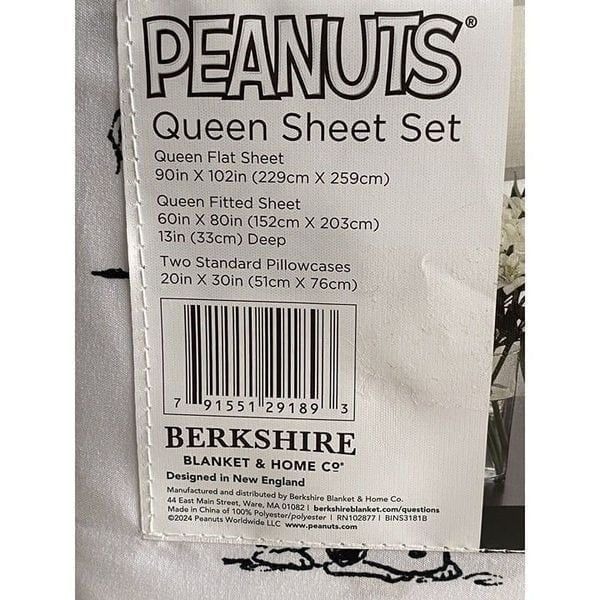 PEANUTS®
Queen Sheet Set
Queen Flat Sheet
90in X 102in (229cm X 259cm)
Queen Fitted Sheet
60in X 80in (152cm X 203cm)
13in (33cm) Deep
Two Standard Pillowcases
20in X 30in (51cm X 76cm)
7 91551 29189 3
BERKSHIRE
BLANKET & HOME Cº®
Designed in New England
Manufactured and distributed by Berkshire Blanket & Home Co.
44 East Main Street, Ware, MA 01082 | berkshireblanket.com/questions
Made in China of 100% Polyester/polyester | RN102877 | BINS3181B
©2024 Peanuts Worldwide LLC www.peanuts.com